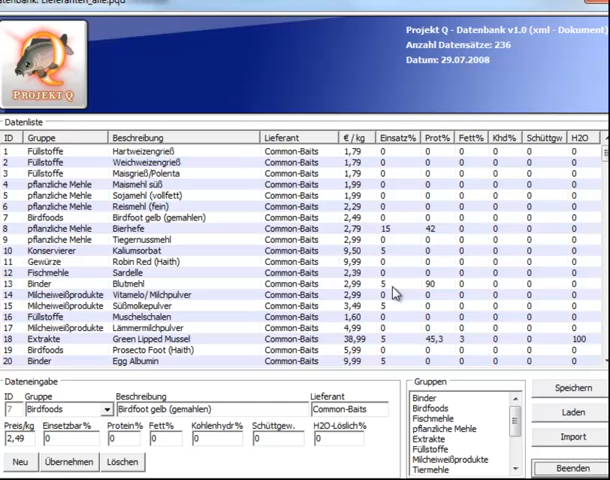 Datenbank: Lieferanten_alle.pqd
Projekt Q - Datenbank v1.0 (xml - Dokument)
Anzahl Datensätze: 236
Datum: 29.07.2008
PROJEKT Q
Datenliste
ID Gruppe Beschreibung Lieferant € / kg Einsatz% Prot% Fett% Khd% Schüttgw H2O
1 Füllstoffe Hartweizengrieß Common-Baits 1,79 0 0 0 0 0 0
2 Füllstoffe Weichweizengrieß Common-Baits 1,79 0 0 0 0 0 0
3 Füllstoffe Maisgrieß/Polenta Common-Baits 1,79 0 0 0 0 0 0
4 pflanzliche Mehle Maismehl süß Common-Baits 1,99 0 0 0 0 0 0
5 pflanzliche Mehle Sojamehl (vollfett) Common-Baits 1,99 0 0 0 0 0 0
6 pflanzliche Mehle Reismehl (fein) Common-Baits 2,29 0 0 0 0 0 0
7 Birdfoods Birdfoot gelb (gemahlen) Common-Baits 2,49 0 0 0 0 0 0
8 pflanzliche Mehle Bierhefe Common-Baits 2,79 15 42 0 0 0 0
9 pflanzliche Mehle Tiegernussmehl Common-Baits 2,99 0 0 0 0 0 0
10 Konservierer Kaliumsorbat Common-Baits 9,50 5 0 0 0 0 0
11 Gewürze Robin Red (Haith) Common-Baits 9,99 0 0 0 0 0 0
12 Fischmehle Sardelle Common-Baits 2,39 0 0 0 0 0 0
13 Binder Blutmehl Common-Baits 2,99 5 90 0 0 0 0
14 Milcheiweißprodukte Vitamelo/ Milchpulver Common-Baits 2,99 0 0 0 0 0 0
15 Milcheiweißprodukte Süßmolkepulver Common-Baits 3,49 5 0 0 0 0 0
16 Füllstoffe Muschelschalen Common-Baits 1,60 0 0 0 0 0 0
17 Milcheiweißprodukte Lämmermilchpulver Common-Baits 4,99 0 0 0 0 0 0
18 Extrakte Green Lipped Mussel Common-Baits 38,99 5 45,3 3 0 0 100
19 Birdfoods Prosecto Foot (Haith) Common-Baits 5,99 0 0 0 0 0 0
20 Binder Egg Albumin Common-Baits 9,99 5 0 0 0 0 0
Dateneingabe
ID Gruppe Beschreibung Lieferant
7 Birdfoods Birdfoot gelb (gemahlen) Common-Baits
Preis/kg Einsetzbar% Protein% Fett% Kohlenhydr% Schüttgew. H2O-Löslich%
2,49 0 0 0 0 0 0
Neu Übernehmen Löschen
Gruppen
Binder
Birdfoods
Fischmehle
pflanzliche Mehle
Extrakte
Füllstoffe
Milcheiweißprodukte
Tiermehle
Speichern
Laden
Import
Beenden